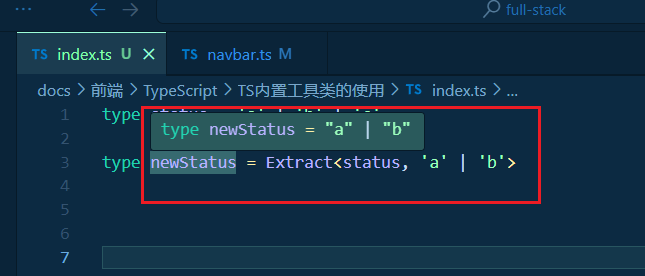 full-stack
TS index.ts U × TS navbar.ts M
docs > 前端 > TypeScript > TS内置工具类的使用 > TS index.ts > ...
1 type
type newStatus = "a" | "b"
2
3 type newStatus = Extract<status, 'a' | 'b'>
4
5
6
7